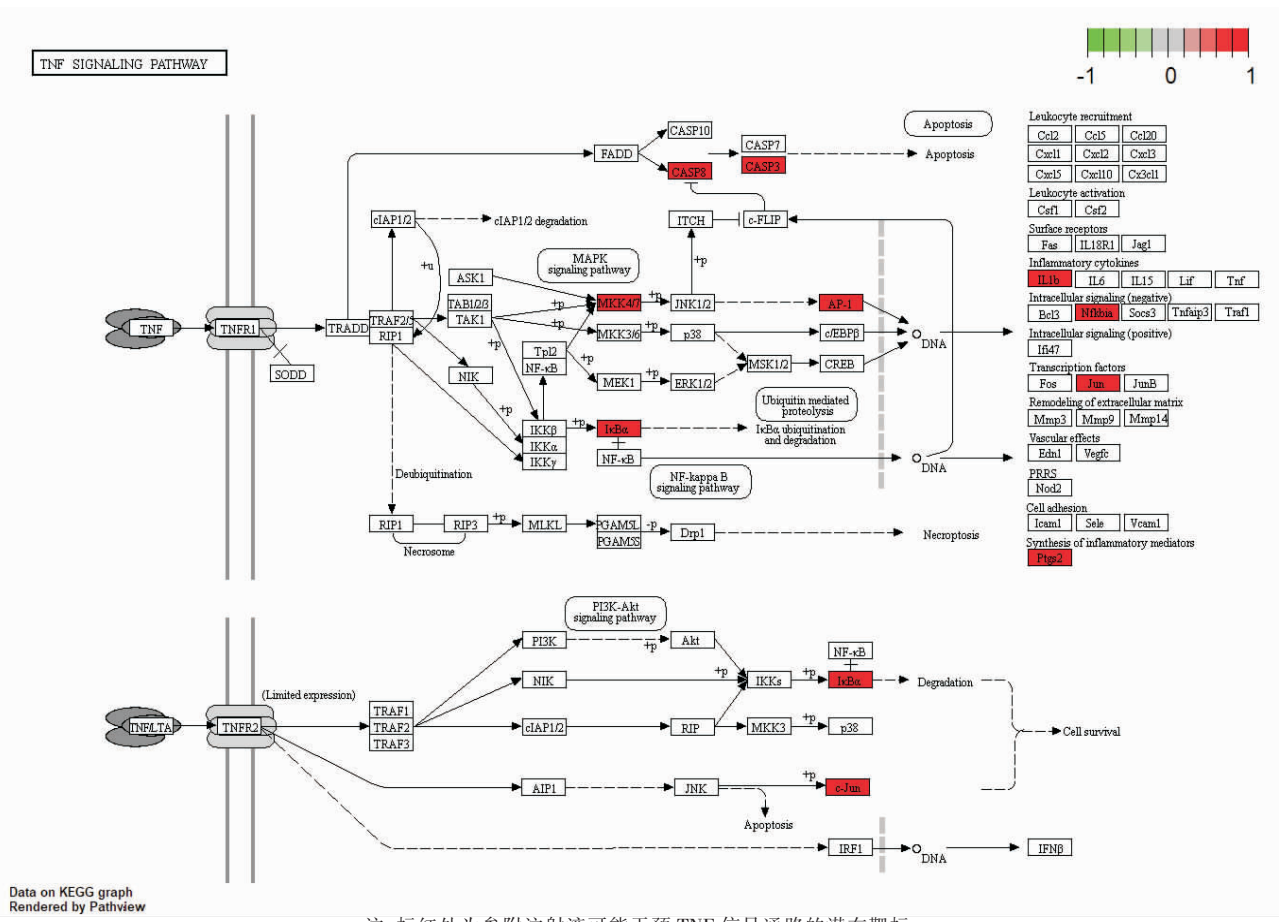 TNF SIGNALING PATHWAY
-1 0 1
Apoptosis
CASP10
FADD
CASP7
Apoptosis
CASP8
CASP3
cIAP1/2
cIAP1/2 degradation
ITCH
c-FLIP
+u
MAPK
signaling pathway
+p
ASK1
TAB1/2/3
TAK1
+p
+p
MKK4/7
+p
JNK1/2
AP-1
TNF
TNFR1
TRADD
TRAF2/5
RIP1
MKK3/6
+p
p38
c/EBPβ
DNA
SODD
+p
Tpl2
NF-κB
NIK
MEK1
+p
ERK1/2
MSK1/2
CREB
+p
+p
Ubiquitin mediated
proteolysis
IKKβ
IKKα
IKKγ
+p
IκBα
IκBα ubiquitination
and degradation
NF-κB
DNA
Deubiquitination
NF-kappa B
signaling pathway
RIP1
RIP3
+p
MLKL
PGAM5L
PGAM5S
-p
Drp1
Necroptosis
Necrosome
Leukocyte recruitment
Ccl2 Ccl5 Ccl20
Cxcl1 Cxcl2 Cxcl3
Cxcl5 Cxcl10 Cx3cl1
Leukocyte activation
Csf1 Csf2
Surface receptors
Fas IL18R1 Jag1
Inflammatory cytokines
IL1b IL6 IL15 Lif Tnf
Intracellular signaling (negative)
Bcl3 Nfkbia Socs3 Tnfaip3 Traf1
Intracellular signaling (positive)
Ifi47
Transcription factors
Fos Jun JunB
Remodeling of extracellular matrix
Mmp3 Mmp9 Mmp14
Vascular effects
Edn1 Vegfc
PRRS
Nod2
Cell adhesion
Icam1 Sele Vcam1
Synthesis of inflammatory mediators
Ptgs2
PI3K-Akt
signaling pathway
PI3K
+p
Akt
NF-κB
NIK
+p
IKKs
+p
IκBα
Degradation
(Limited expression)
TNF/LTA
TNFR2
TRAF1
TRAF2
TRAF3
cIAP1/2
RIP
MKK3
+p
p38
Cell survival
AIP1
JNK
+p
c-Jun
Apoptosis
IRF1
DNA
IFNβ
Data on KEGG graph
Rendered by Pathview